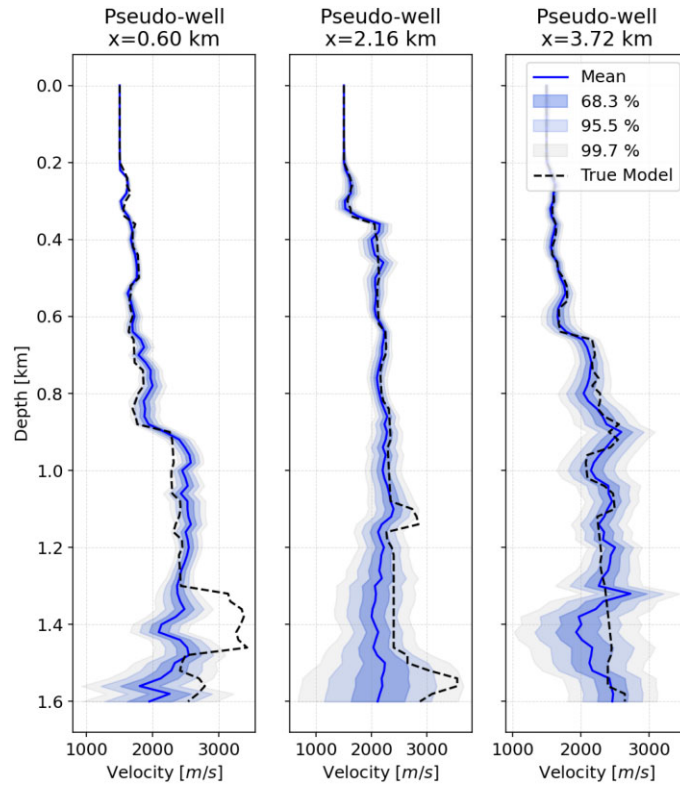 Pseudo-well
x=0.60 km
Pseudo-well
x=2.16 km
Pseudo-well
x=3.72 km
Mean
68.3 %
95.5 %
99.7 %
True Model
Depth [km]
0.0
0.2
0.4
0.6
0.8
1.0
1.2
1.4
1.6
1000 2000 3000
1000 2000 3000
1000 2000 3000
Velocity [m/s]
Velocity [m/s]
Velocity [m/s]